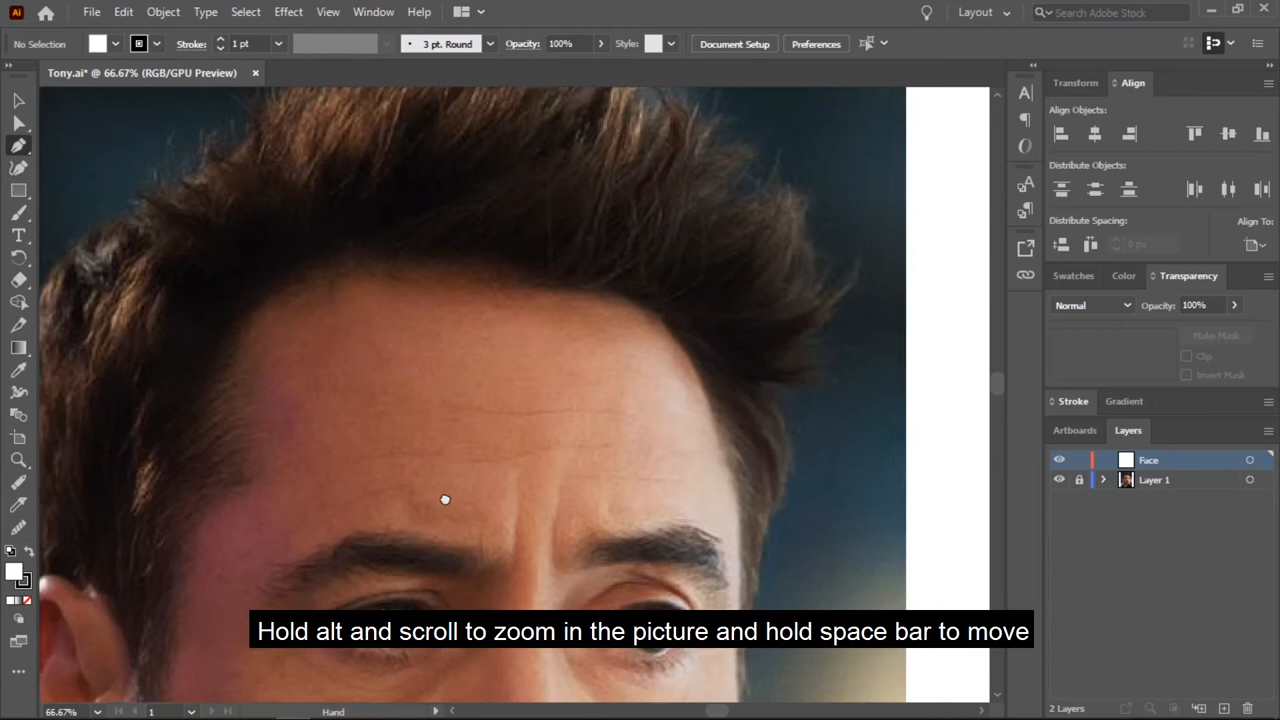 Ai File Edit Object Type Select Effect View Window Help Layout Search Adobe Stock
No Selection Stroke: 1 pt 3 pt. Round Opacity: 100% Style: Document Setup Preferences
Tony.ai* @ 66.67% (RGB/GPU Preview)
Transform Align
Align Objects:
Distribute Objects:
Distribute Spacing: Align To:
0 px
Swatches Color Transparency
Normal Opacity: 100%
Make Mask
Clip
Invert Mask
Stroke Gradient
Artboards Layers
Face
Layer 1
Hold alt and scroll to zoom in the picture and hold space bar to move
66.67% 1 Hand 2 Layers